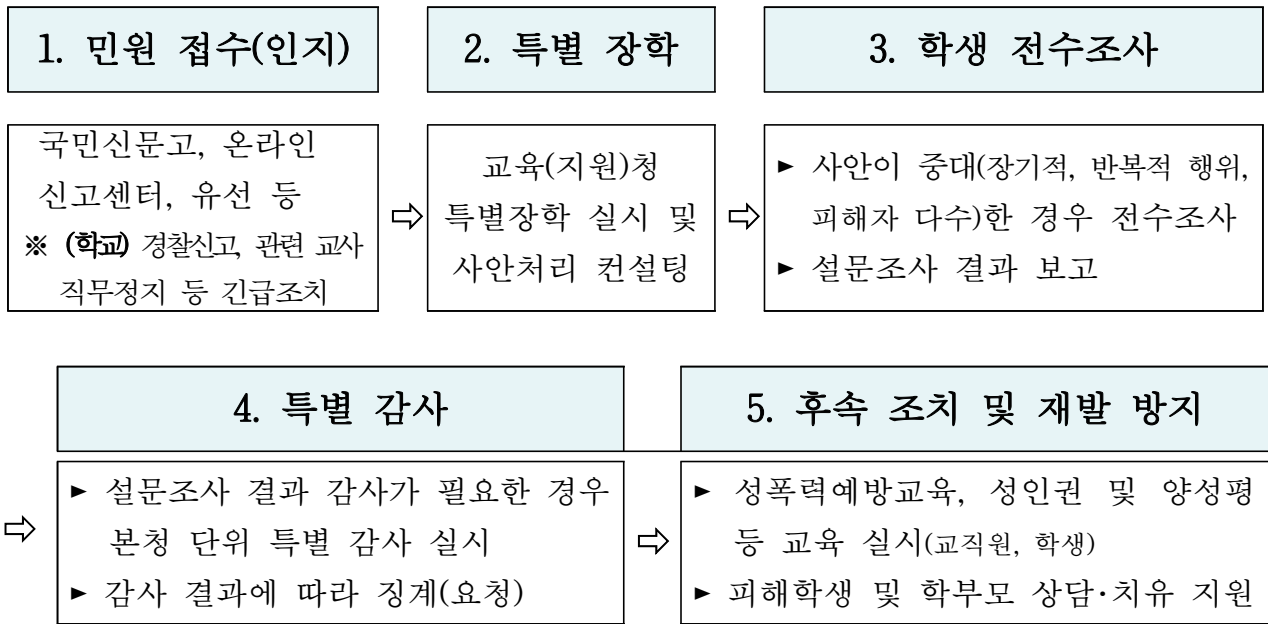 1. 민원 접수(인지)
국민신문고, 온라인
신고센터, 유선 등
※ (학교) 경찰신고, 관련 교사
직무정지 등 긴급조치
⇨
2. 특별 장학
교육(지원)청
특별장학 실시 및
사안처리 컨설팅
⇨
3. 학생 전수조사
► 사안이 중대(장기적, 반복적 행위,
피해자 다수)한 경우 전수조사
► 설문조사 결과 보고
⇨
4. 특별 감사
► 설문조사 결과 감사가 필요한 경우
본청 단위 특별 감사 실시
► 감사 결과에 따라 징계(요청)
⇨
5. 후속 조치 및 재발 방지
► 성폭력예방교육, 성인권 및 양성평
등 교육 실시(교직원, 학생)
► 피해학생 및 학부모 상담·치유 지원